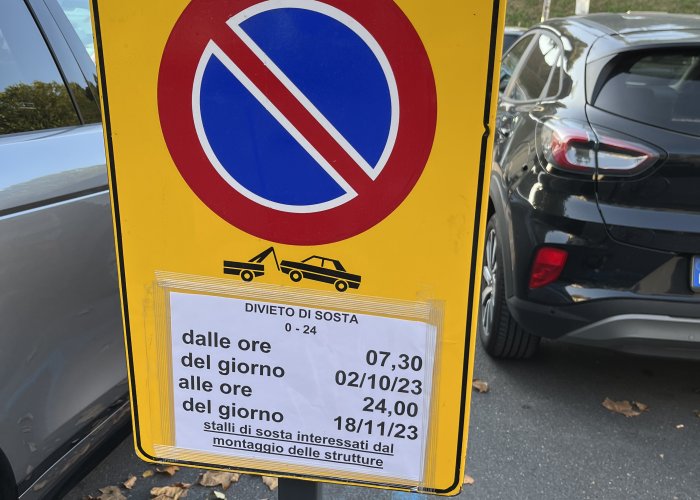 DIVIETO DI SOSTA
0 - 24
dalle ore 07,30
del giorno 02/10/23
alle ore 24,00
del giorno 18/11/23
stalli di sosta interessati dal
montaggio delle strutture